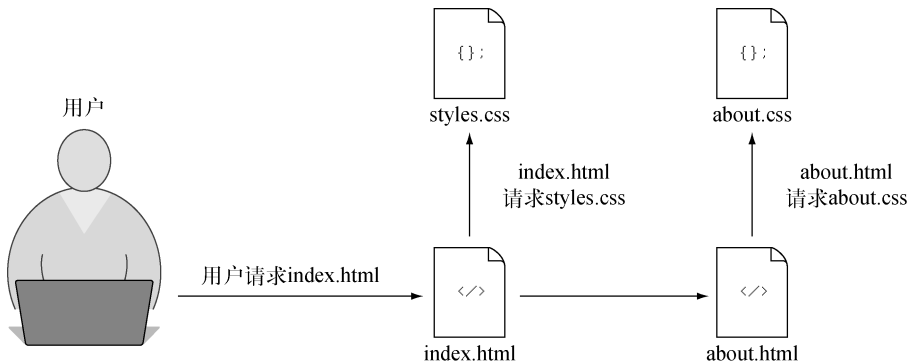 用户
{};
styles.css
{};
about.css
index.html
请求styles.css
about.html
请求about.css
用户请求index.html
</>
index.html
</>
about.html